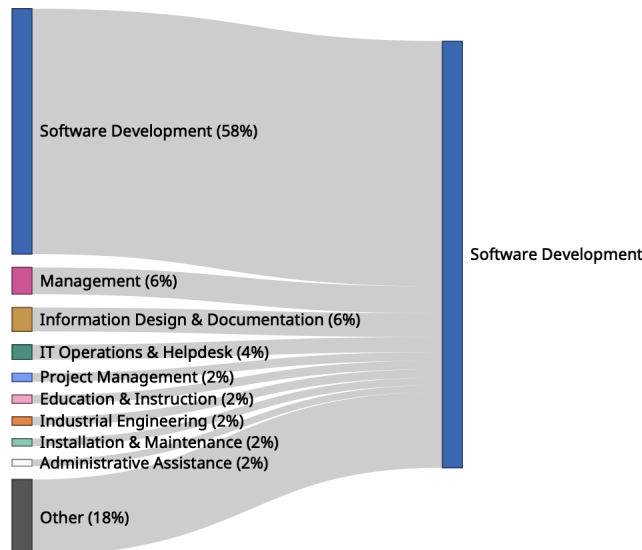 Software Development (58%)
Software Development
Management (6%)
Information Design & Documentation (6%)
IT Operations & Helpdesk (4%)
Project Management (2%)
Education & Instruction (2%)
Industrial Engineering (2%)
Installation & Maintenance (2%)
Administrative Assistance (2%)
Other (18%)